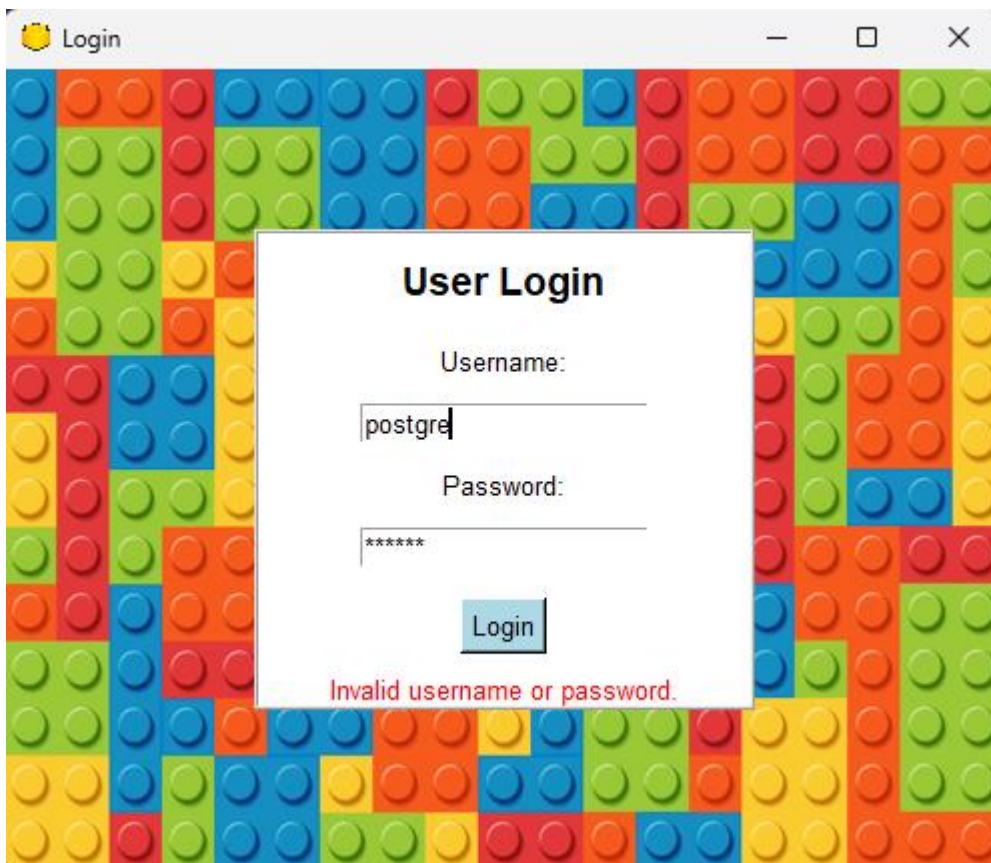 Login
User Login
Username:
postgre
Password:
******
Login
Invalid username or password.